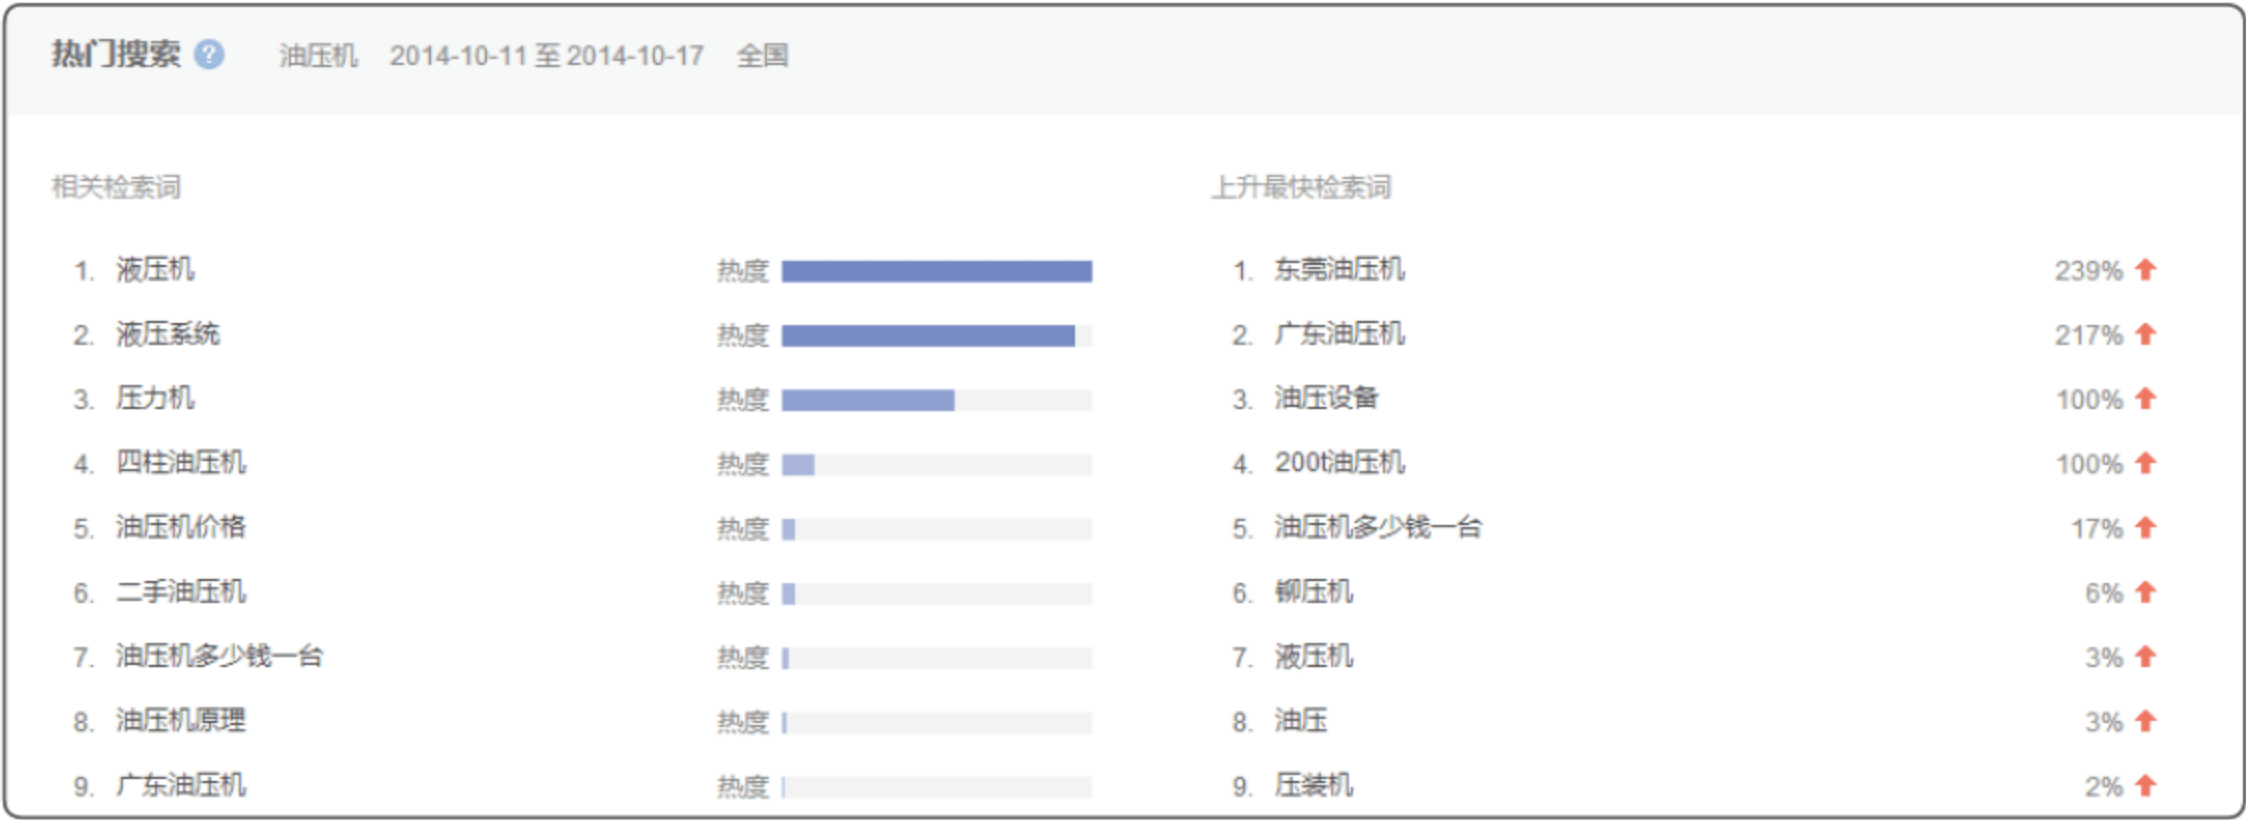 热门搜索 ? 油压机 2014-10-11 至 2014-10-17 全国
相关检索词
1. 液压机 热度
2. 液压系统 热度
3. 压力机 热度
4. 四柱油压机 热度
5. 油压机价格 热度
6. 二手油压机 热度
7. 油压机多少钱一台 热度
8. 油压机原理 热度
9. 广东油压机 热度
上升最快检索词
1. 东莞油压机 239%
2. 广东油压机 217%
3. 油压设备 100%
4. 200t油压机 100%
5. 油压机多少钱一台 17%
6. 铆压机 6%
7. 液压机 3%
8. 油压 3%
9. 压装机 2%